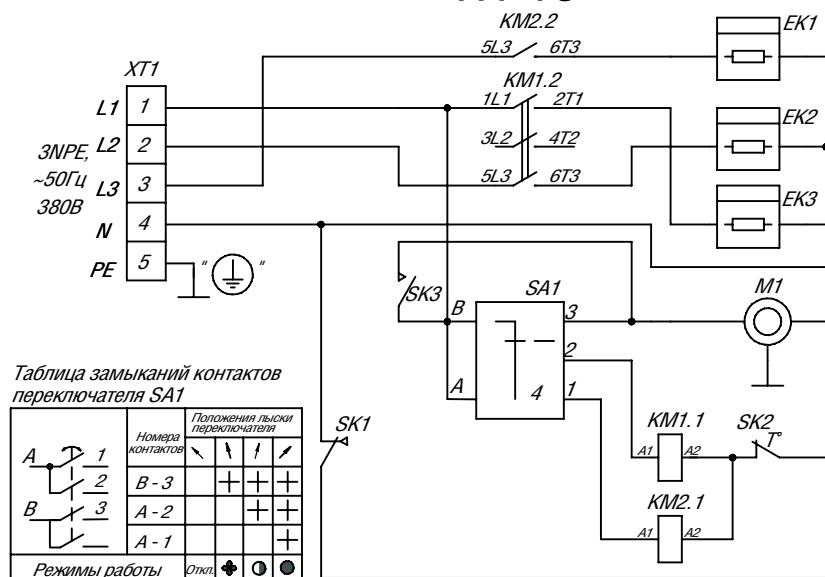 KM2.2
EK1
5L3 6T3
XT1
KM1.2
L1 1
1L1 2T1
EK2
3NPE, L2 2
3L2 4T2
~50Гц L3 3
5L3 6T3
380В
EK3
N 4
PE 5
" "
SK3
SA1
M1
B 3
2
A 4 1
Таблица замыканий контактов
переключателя SA1
SK1
KM1.1
SK2
T°
A1 A2
KM2.1
A1 A2
Номера
контактов
Положения лыски
переключателя
A 1
2
B 3
B - 3 + + +
A - 2 + +
A - 1 +
Режимы работы Откл.